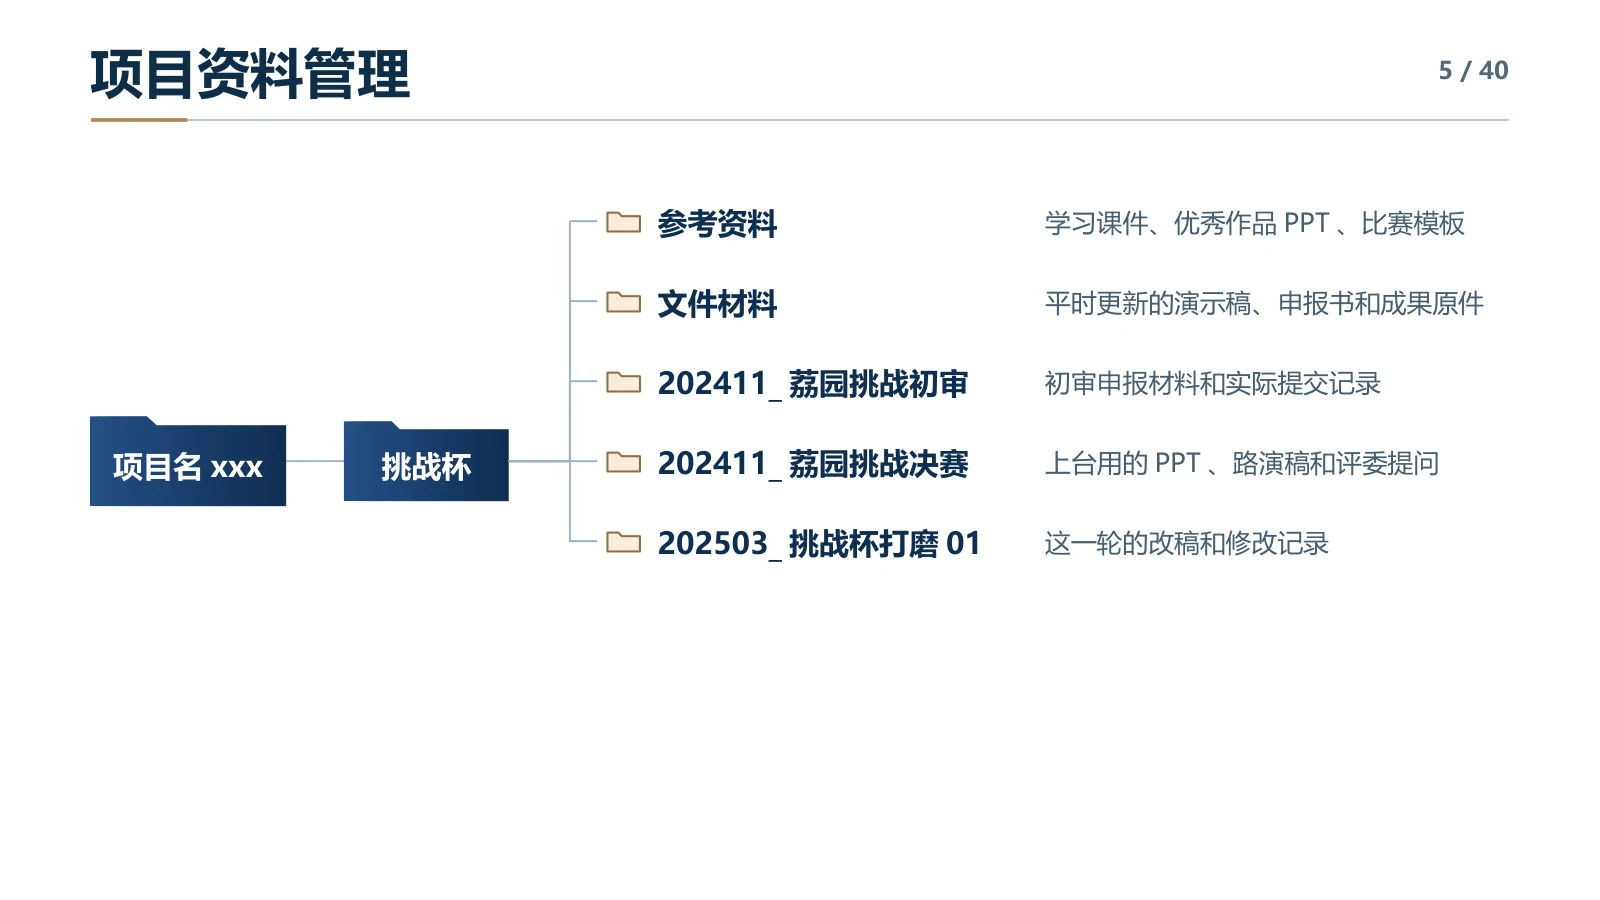 项目资料管理
5 / 40
参考资料
学习课件、优秀作品 PPT 、比赛模板
文件材料
平时更新的演示稿、申报书和成果原件
202411_ 荔园挑战初审
初审申报材料和实际提交记录
项目名 xxx
挑战杯
202411_ 荔园挑战决赛
上台用的 PPT 、路演稿和评委提问
202503_ 挑战杯打磨 01
这一轮的改稿和修改记录